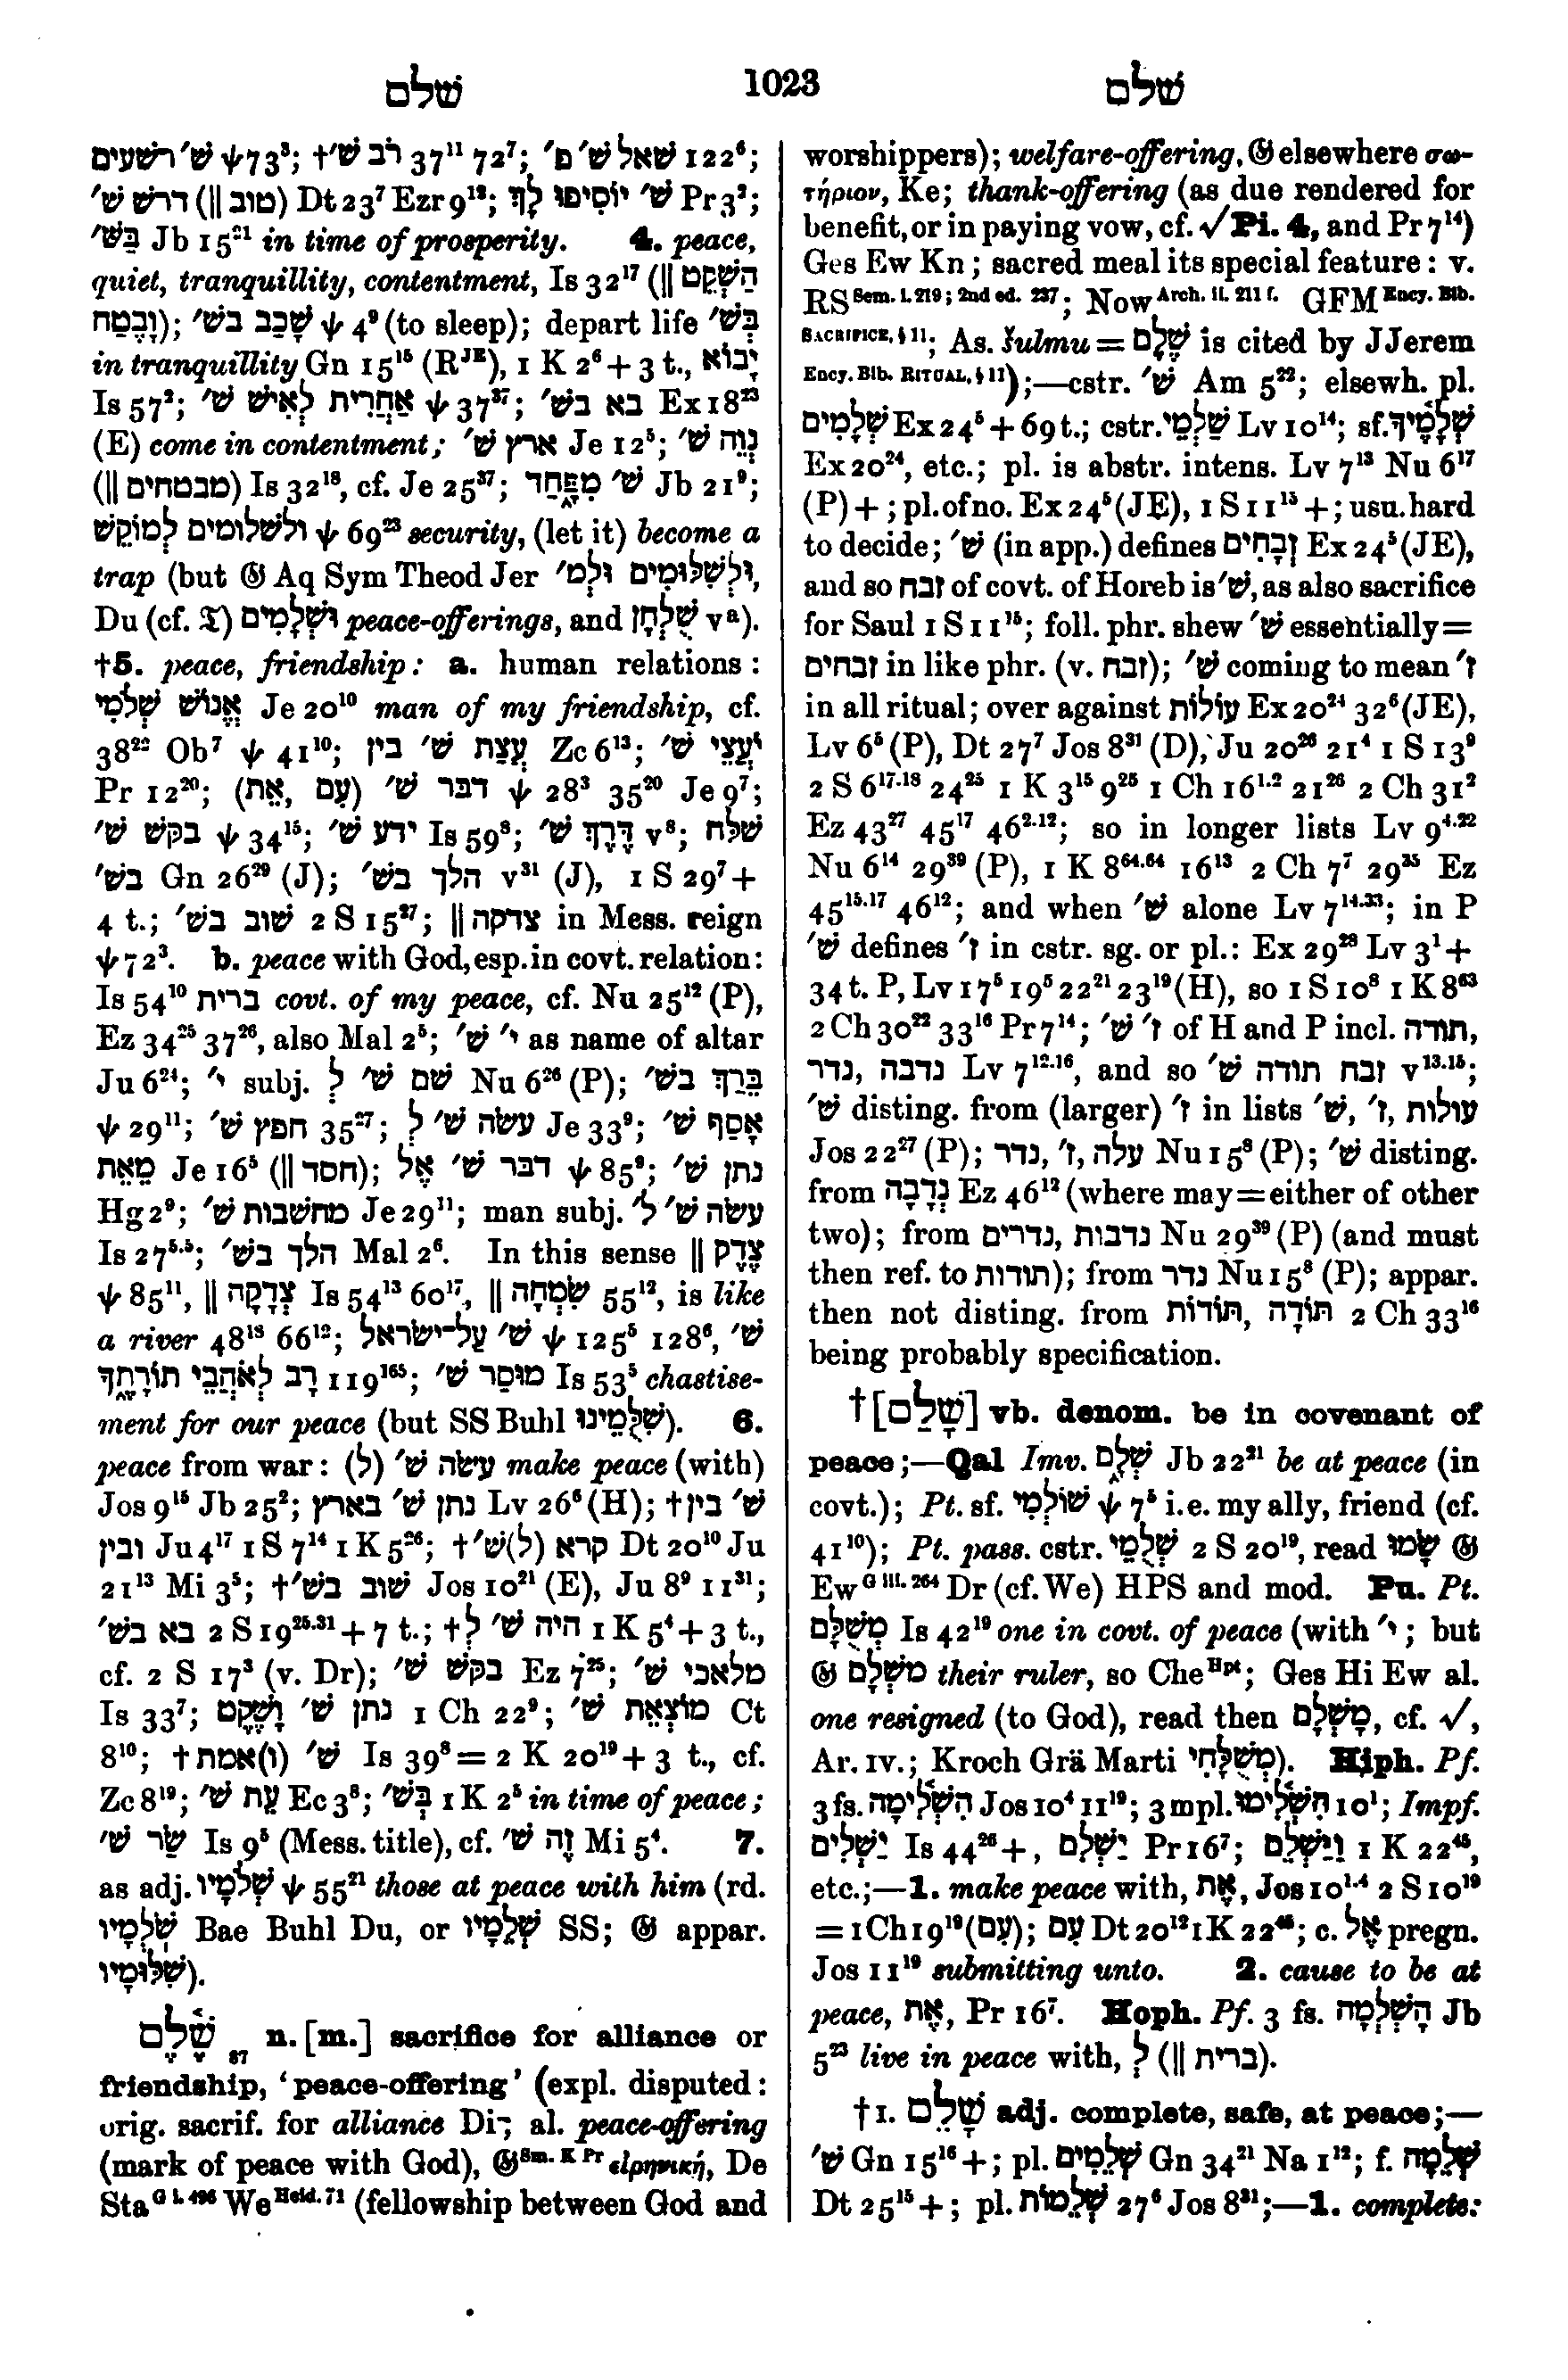 שלם 1023 שלם
ש׳ רשׁעים ψ 73³; †רֹב שׁ׳ 37¹¹ 72⁷; שׁאל שׁ׳ פ׳ 122⁶;
דרשׁ שׁ׳ (|| טוב) Dt 23⁷ Ezr 9¹²; שׁ׳ יוֹסִיפוּ לָךְ Pr 3²;
בַּשּׁ׳ Jb 15²¹ in time of prosperity. 4. peace,
quiet, tranquillity, contentment, Is 32¹⁷ (|| הַשְׁקֵט
וָבֶטַח); שָׁכַב בשׁ׳ ψ 4⁹ (to sleep); depart life בְּשׁ׳
in tranquillity Gn 15¹⁵ (Rᴶᴱ), 1 K 2⁶ + 3 t., יָבוֹא
Is 57²; אַחֲרִית לְאִישׁ שׁ׳ ψ 37³⁷; בא בשׁ׳ Ex 18²³
(E) come in contentment; ארץ שׁ׳ Je 12⁵; נְוֵה שׁ׳
(|| מבטחים) Is 32¹⁸, cf. Je 25³⁷; שׁ׳ מִפָּ֑חַד Jb 21⁹;
ולשׁלומים לְמוֹקֵשׁ ψ 69²³ security, (let it) become a
trap (but 𝔊 Aq Sym Theod Jer וּלְשִׁלּוּמִים וּלְמ׳,
Du (cf. 𝔗) וּשְׁלָמִים peace-offerings, and שֻׁלְחָן vᵃ).
†5. peace, friendship: a. human relations:
אֱנוֹשׁ שְׁלֹמִי Je 20¹⁰ man of my friendship, cf.
38²² Ob⁷ ψ 41¹⁰; עֲצַת שׁ׳ בין Zc 6¹³; יֹעֲצֵי שׁ׳
Pr 12²⁰; דבּר שׁ׳ (עִם, אֵת) ψ 28³ 35²⁰ Je 9⁷;
בקּשׁ שׁ׳ ψ 34¹⁵; ידע שׁ׳ Is 59⁸; דֶּרֶךְ שׁ׳ v⁸; שׁלּח
בשׁ׳ Gn 26²⁹ (J); הלך בשׁ׳ v³¹ (J), 1 S 29⁷ +
4 t.; שׁוב בשׁ׳ 2 S 15²⁷; || צדקה in Mess. reign
ψ 72³. b. peace with God, esp. in covt. relation:
Is 54¹⁰ ברית covt. of my peace, cf. Nu 25¹² (P),
Ez 34²⁵ 37²⁶, also Mal 2⁵; י׳ שׁ׳ as name of altar
Ju 6²⁴; י׳ subj. שׂם שׁ׳ לְ Nu 6²⁶ (P); בֵּרַךְ בשׁ׳
ψ 29¹¹; חפץ שׁ׳ 35²⁷; עשׂה שׁ׳ לְ Je 33⁹; אָסַף שׁ׳
מֵאֵת Je 16⁵ (|| חסד); דבּר שׁ׳ אֶל ψ 85⁹; נתן שׁ׳
Hg 2⁹; מחשׁבות שׁ׳ Je 29¹¹; man subj. עשׂה שׁ׳ ל׳
Is 27⁵·⁵; הלך בשׁ׳ Mal 2⁶. In this sense || צֶדֶק
ψ 85¹¹, || צְדָקָה Is 54¹³ 60¹⁷, || שִׂמְחָה 55¹², is like
a river 48¹⁸ 66¹²; שׁ׳ עַל־ישׂראל ψ 125⁵ 128⁶, שׁ׳
רָב לְאֹהֲבֵי תוֹרָתֶ֑ךָ 119¹⁶⁵; מוּסַר שׁ׳ Is 53⁵ chastise-
ment for our peace (but SS Buhl שִׁלֻּמֵינוּ). 6.
peace from war: עשׂה שׁ׳ (לְ) make peace (with)
Jos 9¹⁵ Jb 25²; נתן שׁ׳ בארץ Lv 26⁶ (H); †שׁ׳ בין
ובין Ju 4¹⁷ 1 S 7¹⁴ 1 K 5²⁶; †קרא (ל)שׁ׳ Dt 20¹⁰ Ju
21¹³ Mi 3⁵; †שׁוב בשׁ׳ Jos 10²¹ (E), Ju 8⁹ 11³¹;
בא בשׁ׳ 2 S 19²⁵·³¹ + 7 t.; †היה שׁ׳ לְ 1 K 5⁴ + 3 t.,
cf. 2 S 17³ (v. Dr); בקּשׁ שׁ׳ Ez 7²⁵; מלאכי שׁ׳
Is 33⁷; נתן שׁ׳ וָשֶׁקֶט 1 Ch 22⁹; מוֹצְאֵת שׁ׳ Ct
8¹⁰; †שׁ׳ (ו)אמת Is 39⁸ = 2 K 20¹⁹ + 3 t., cf.
Zc 8¹⁹; עֵת שׁ׳ Ec 3⁸; בְּשׁ׳ 1 K 2⁵ in time of peace;
שַׂר שׁ׳ Is 9⁵ (Mess. title), cf. זֶה שׁ׳ Mi 5⁴. 7.
as adj. שְׁלֹמָיו ψ 55²¹ those at peace with him (rd.
שֹׁלְמָיו Bae Buhl Du, or שְׁלֵמָיו SS; 𝔊 appar.
שִׁלּוּמָיו).
שֶׁ֫לֶם ₈₇ n.[m.] sacrifice for alliance or
friendship, ‘peace-offering’ (expl. disputed:
orig. sacrif. for alliance Di; al. peace-offering
(mark of peace with God), 𝔊ˢᵐ· ᴷ ᴾʳ εἰρηνική, De
Sta ᴳ ⁱ· ⁴⁹⁶ We ᴴᵉⁱᵈ· ⁷¹ (fellowship between God and
worshippers); welfare-offering, 𝔊 elsewhere σω-
τήριον, Ke; thank-offering (as due rendered for
benefit, or in paying vow, cf. √ Pi. 4, and Pr 7¹⁴)
Ges Ew Kn; sacred meal its special feature: v.
RS Sem. i. 219; 2nd ed. 237; Now Arch. ii. 211 f. GFM Ency. Bib.
SACRIFICE, § 11; As. šulmu = שֶׁלֶם is cited by JJerem
Ency. Bib. RITUAL, § 11);—cstr. שׁ׳ Am 5²²; elsewh. pl.
שְׁלָמִים Ex 24⁵ + 69 t.; cstr. שַׁלְמֵי Lv 10¹⁴; sf. שְׁלָמֶ֫יךָ
Ex 20²⁴, etc.; pl. is abstr. intens. Lv 7¹³ Nu 6¹⁷
(P) +; pl. of no. Ex 24⁵ (JE), 1 S 11¹⁵ +; usu. hard
to decide; שׁ׳ (in app.) defines זְבָחִים Ex 24⁵ (JE),
and so זבח of covt. of Horeb is שׁ׳, as also sacrifice
for Saul 1 S 11¹⁵; foll. phr. shew שׁ׳ essentially =
זבחים in like phr. (v. זבח); שׁ׳ coming to mean ז׳
in all ritual; over against עוֹלוֹת Ex 20²⁴ 32⁶ (JE),
Lv 6⁵ (P), Dt 27⁷ Jos 8³¹ (D), Ju 20²⁶ 21⁴ 1 S 13⁹
2 S 6¹⁷·¹⁸ 24²⁵ 1 K 3¹⁵ 9²⁵ 1 Ch 16¹·² 21²⁶ 2 Ch 31²
Ez 43²⁷ 45¹⁷ 46²·¹²; so in longer lists Lv 9⁴·²²
Nu 6¹⁴ 29³⁹ (P), 1 K 8⁶⁴·⁶⁴ 16¹³ 2 Ch 7⁷ 29³⁵ Ez
45¹⁵·¹⁷ 46¹²; and when שׁ׳ alone Lv 7¹⁴·³³; in P
שׁ׳ defines ז׳ in cstr. sg. or pl.: Ex 29²⁸ Lv 3¹ +
34 t. P, Lv 17⁵ 19⁵ 22²¹ 23¹⁹ (H), so 1 S 10⁸ 1 K 8⁶³
2 Ch 30²² 33¹⁶ Pr 7¹⁴; ז׳ שׁ׳ of H and P incl. תודה,
נדבה, נדר Lv 7¹²·¹⁶, and so זבח תודה שׁ׳ v¹³·¹⁵;
שׁ׳ disting. from (larger) ז׳ in lists עולות, ז׳, שׁ׳
Jos 22²⁷ (P); עלה, ז׳, נדר Nu 15⁸ (P); שׁ׳ disting.
from נְדָבָה Ez 46¹² (where may = either of other
two); from נדרים, נדבות Nu 29³⁹ (P) (and must
then ref. to תודות); from נדר Nu 15⁸ (P); appar.
then not disting. from תּוֹדָה, תּוֹדוֹת 2 Ch 33¹⁶
being probably specification.
†[שָׁלַם] vb. denom. be in covenant of
peace;—Qal Imv. שְׁלָ֑ם Jb 22²¹ be at peace (in
covt.); Pt. sf. שׁוֹלְמִי ψ 7⁵ i.e. my ally, friend (cf.
41¹⁰); Pt. pass. cstr. שְׁלֻמֵי 2 S 20¹⁹, read שָׂמוּ 𝔊
Ew G iii. 264 Dr (cf. We) HPS and mod. Pu. Pt.
מְשֻׁלָּם Is 42¹⁹ one in covt. of peace (with י׳; but
𝔊 משְׁלָם their ruler, so Che Hpt; Ges Hi Ew al.
one resigned (to God), read then מָשְׁלָם, cf. √,
Ar. IV.; Kroch Grä Marti מְשֻׁלָּחִי). Hiph. Pf.
3 fs. הִשְׁלִ֫ימָה Jos 10⁴ 11¹⁹; 3 mpl. הִשְׁלִ֫ימוּ 10¹; Impf.
יַשְׁלִים Is 44²⁶ +, יַשְׁלִם Pr 16⁷; וַיַּשְׁלֵם 1 K 22⁴⁵,
etc.;—1. make peace with, אֶת, Jos 10¹·⁴ 2 S 10¹⁹
= 1 Ch 19¹⁹ (עִם); עִם Dt 20¹² 1 K 22⁴⁵; c. אֶל pregn.
Jos 11¹⁹ submitting unto. 2. cause to be at
peace, אֶת, Pr 16⁷. Hoph. Pf. 3 fs. הָשְׁלְמָה Jb
5²³ live in peace with, לְ (|| ברית).
†I. שָׁלֵם adj. complete, safe, at peace;—
שׁ׳ Gn 15¹⁶ +; pl. שְׁלֵמִים Gn 34²¹ Na 1¹²; f. שְׁלֵמָה
Dt 25¹⁵ +; pl. שְׁלֵמוֹת 27⁶ Jos 8³¹;—1. complete: